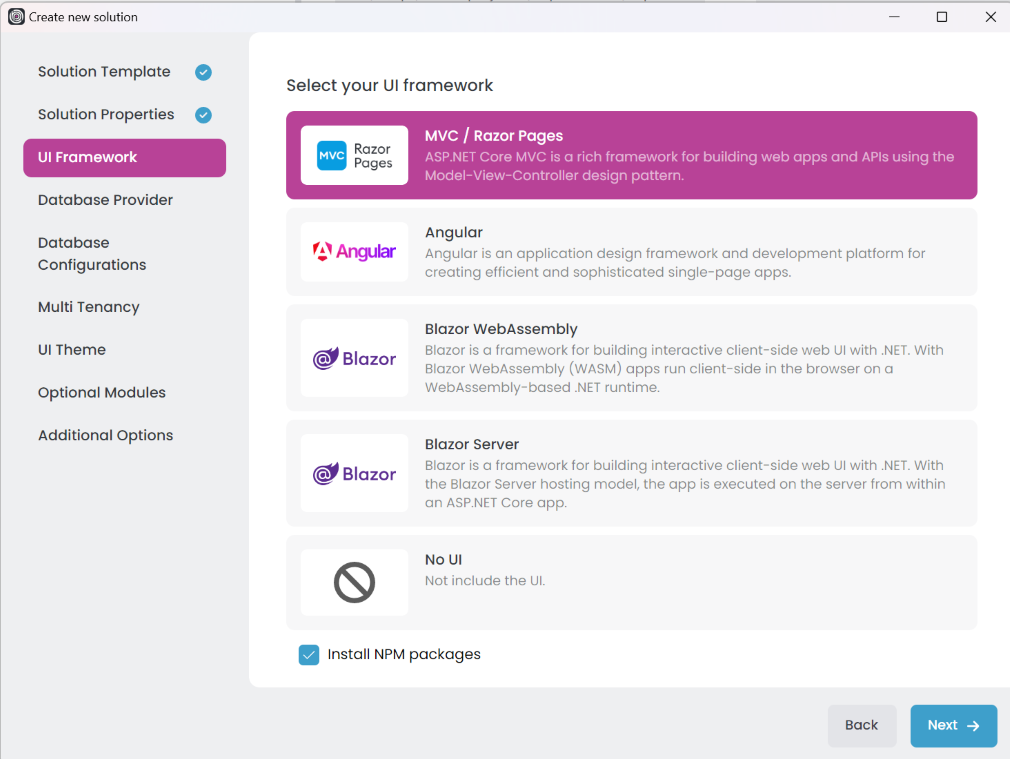 Create new solution
Solution Template
Solution Properties
UI Framework
Database Provider
Database
Configurations
Multi Tenancy
UI Theme
Optional Modules
Additional Options
Select your UI framework
MVC
Razor
Pages
MVC / Razor Pages
ASP.NET Core MVC is a rich framework for building web apps and APIs using the
Model-View-Controller design pattern.
Angular
Angular
Angular is an application design framework and development platform for
creating efficient and sophisticated single-page apps.
Blazor
Blazor WebAssembly
Blazor is a framework for building interactive client-side web UI with .NET. With
Blazor WebAssembly (WASM) apps run client-side in the browser on a
WebAssembly-based .NET runtime.
Blazor
Blazor Server
Blazor is a framework for building interactive client-side web UI with .NET. With
the Blazor Server hosting model, the app is executed on the server from within
an ASP.NET Core app.
No UI
Not include the UI.
Install NPM packages
Back
Next